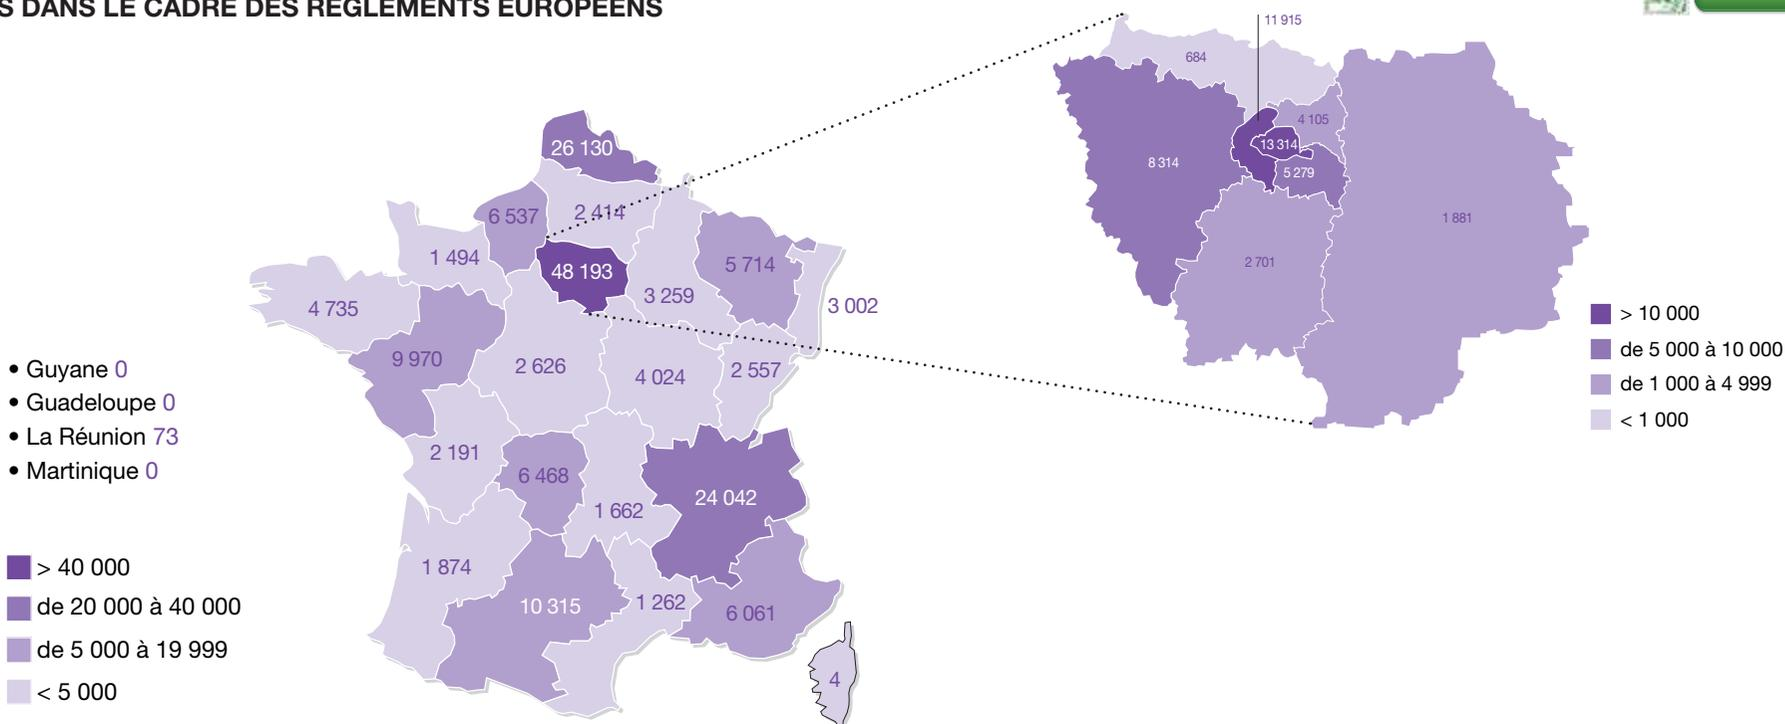 S DANS LE CADRE DES RÈGLEMENTS EUROPÉENS
11 915
684
4 105
13 314
8 314
5 279
1 881
2 701
> 10 000
de 5 000 à 10 000
de 1 000 à 4 999
< 1 000
26 130
6 537
2 414
1 494
48 193
5 714
3 259
4 735
3 002
9 970
2 626
4 024
2 557
2 191
6 468
24 042
1 662
1 874
10 315
1 262
6 061
4
• Guyane 0
• Guadeloupe 0
• La Réunion 73
• Martinique 0
> 40 000
de 20 000 à 40 000
de 5 000 à 19 999
< 5 000